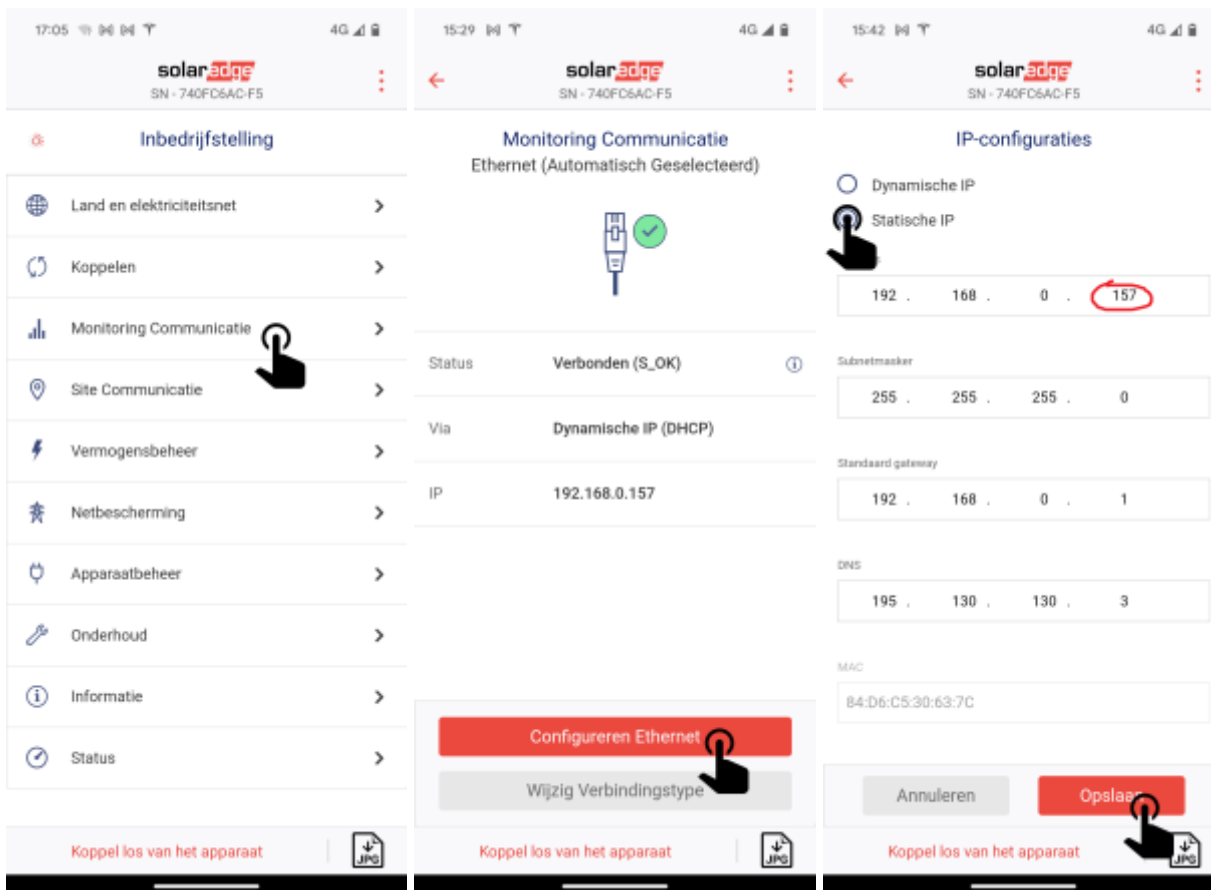 17:05
4G
solaredge
SN - 740FC6AC-F5
Inbedrijfstelling
Land en elektriciteitsnet
Koppelen
Monitoring Communicatie
Site Communicatie
Vermogensbeheer
Netbescherming
Apparaatbeheer
Onderhoud
Informatie
Status
Koppel los van het apparaat
JPG
15:29
4G
solaredge
SN - 740FC6AC-F5
Monitoring Communicatie
Ethernet (Automatisch Geselecteerd)
Status Verbonden (S_OK)
Via Dynamische IP (DHCP)
IP 192.168.0.157
Configureren Ethernet
Wijzig Verbindingstype
Koppel los van het apparaat
JPG
15:42
4G
solaredge
SN - 740FC6AC-F5
IP-configuraties
Dynamische IP
Statische IP
192 . 168 . 0 . 157
Subnetmasker
255 . 255 . 255 . 0
Standaard gateway
192 . 168 . 0 . 1
DNS
195 . 130 . 130 . 3
MAC
84:D6:C5:30:63:7C
Annuleren
Opslaan
Koppel los van het apparaat
JPG